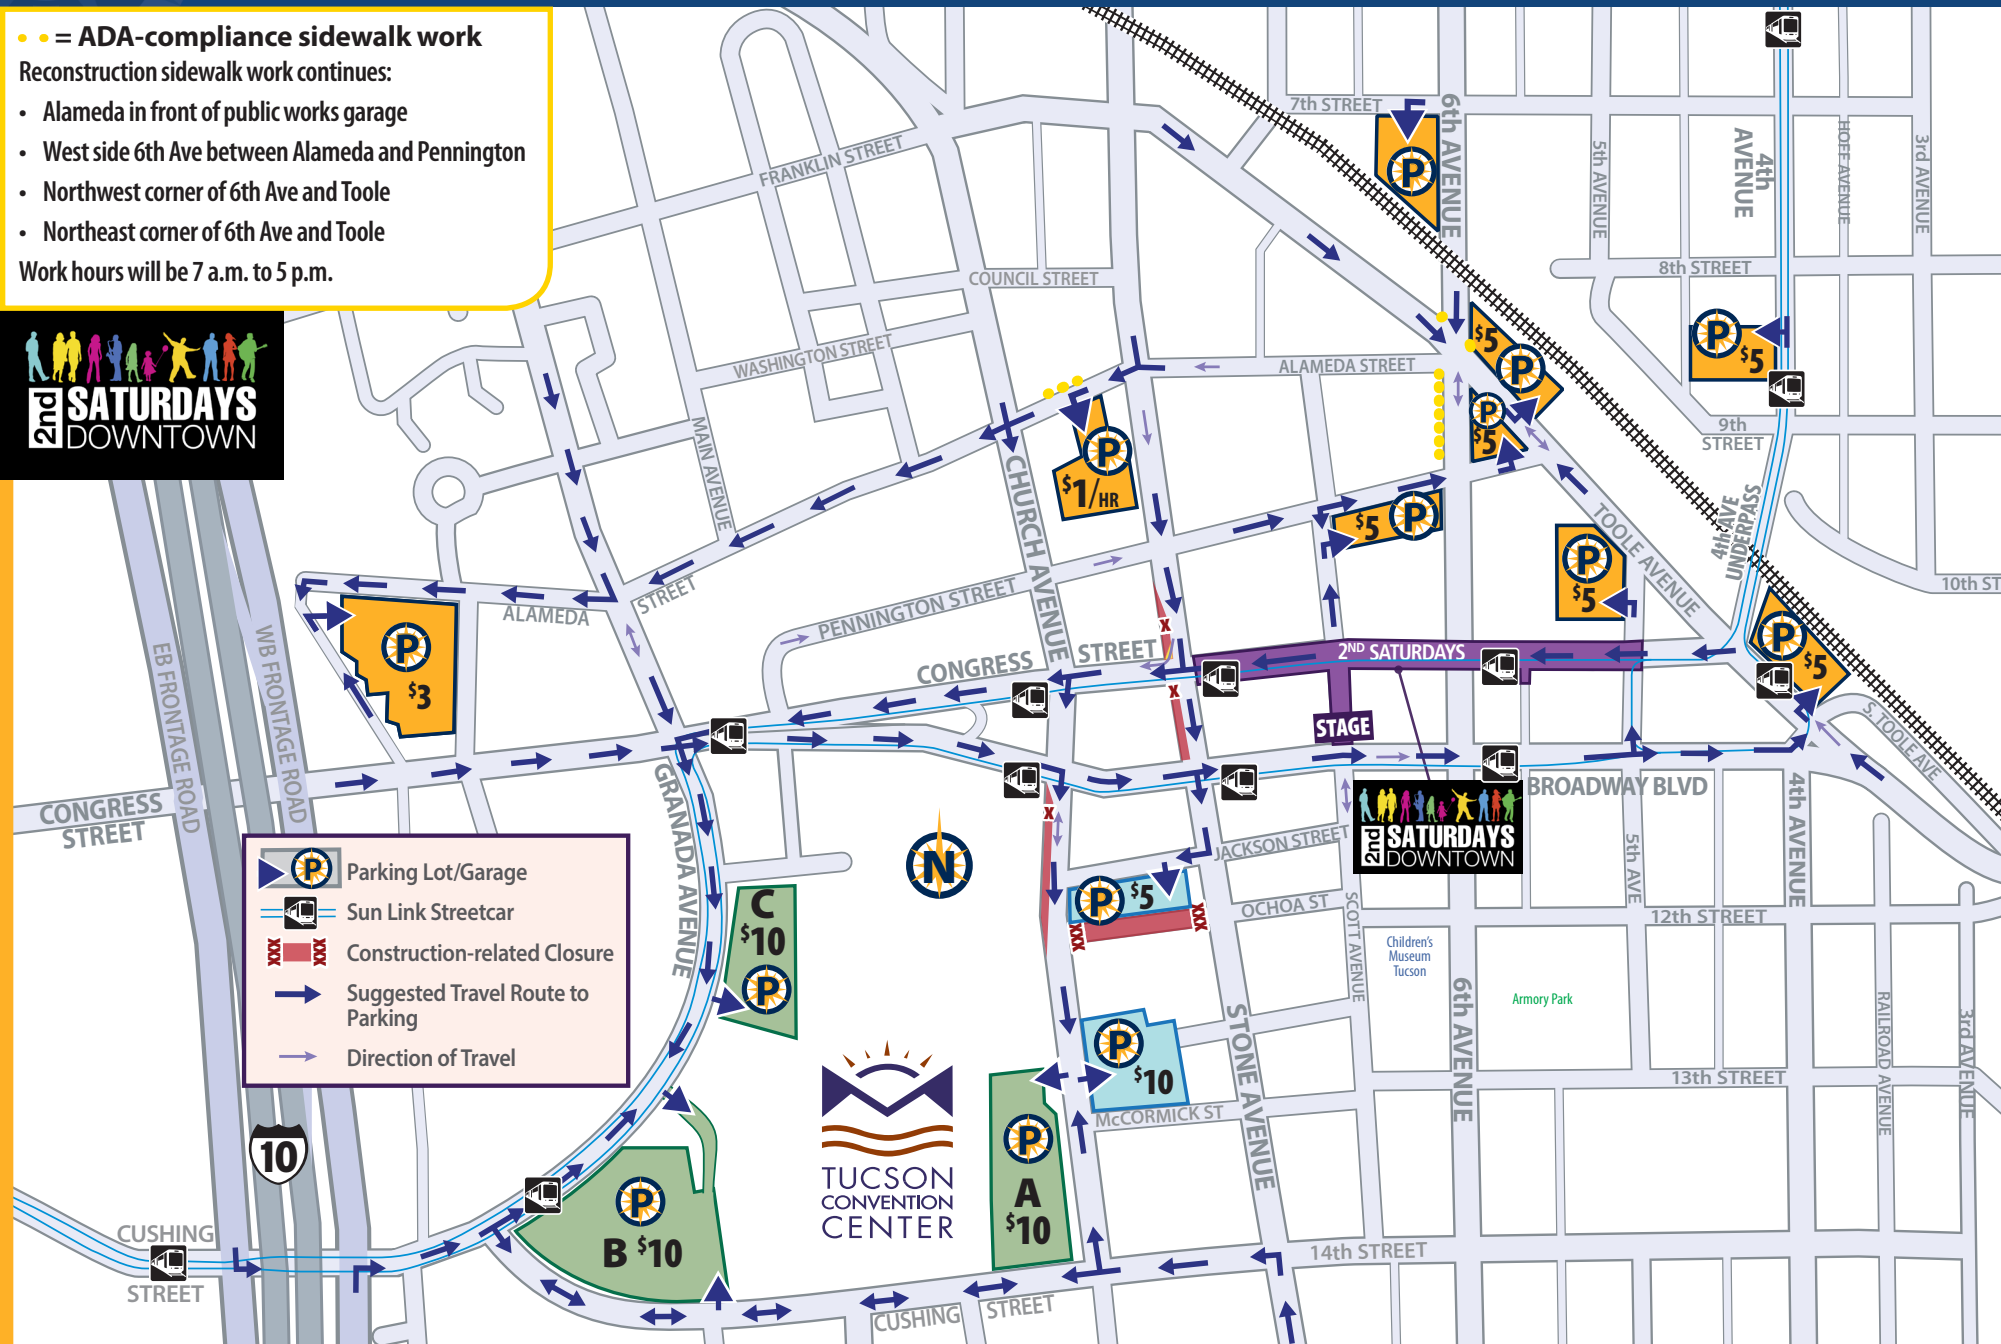 • • = ADA-compliance sidewalk work
Reconstruction sidewalk work continues:
• Alameda in front of public works garage
• West side 6th Ave between Alameda and Pennington
• Northwest corner of 6th Ave and Toole
• Northeast corner of 6th Ave and Toole
Work hours will be 7 a.m. to 5 p.m.
2nd
SATURDAYS
DOWNTOWN
7th STREET
6th AVENUE
P
5th AVENUE
4th
AVENUE
HOFF AVENUE
3rd AVENUE
FRANKLIN STREET
COUNCIL STREET
8th STREET
WASHINGTON STREET
ALAMEDA STREET
$5
P
P
$5
P
$5
9th
STREET
MAIN AVENUE
CHURCH AVENUE
P
$1/HR
$5
P
TOOLE AVENUE
4th AVE
UNDERPASS
10th ST
P
$5
ALAMEDA
STREET
PENNINGTON STREET
P
$3
EB FRONTAGE ROAD
WB FRONTAGE ROAD
CONGRESS
STREET
X
X
2ND SATURDAYS
STAGE
P
$5
S. TOOLE AVE
CONGRESS
STREET
GRANADA AVENUE
BROADWAY BLVD
X
2nd
SATURDAYS
DOWNTOWN
JACKSON STREET
5th AVE
4th AVENUE
N
P
Parking Lot/Garage
Sun Link Streetcar
XXX
XXX
Construction-related Closure
Suggested Travel Route to
Parking
Direction of Travel
C
$10
P
P
$5
XXX
XXX
OCHOA ST
SCOTT AVENUE
12th STREET
Children's
Museum
Tucson
Armory Park
6th AVENUE
RAILROAD AVENUE
3rd AVENUE
STONE AVENUE
P
$10
13th STREET
McCORMICK ST
10
TUCSON
CONVENTION
CENTER
P
A
$10
P
B $10
CUSHING
STREET
14th STREET
CUSHING
STREET